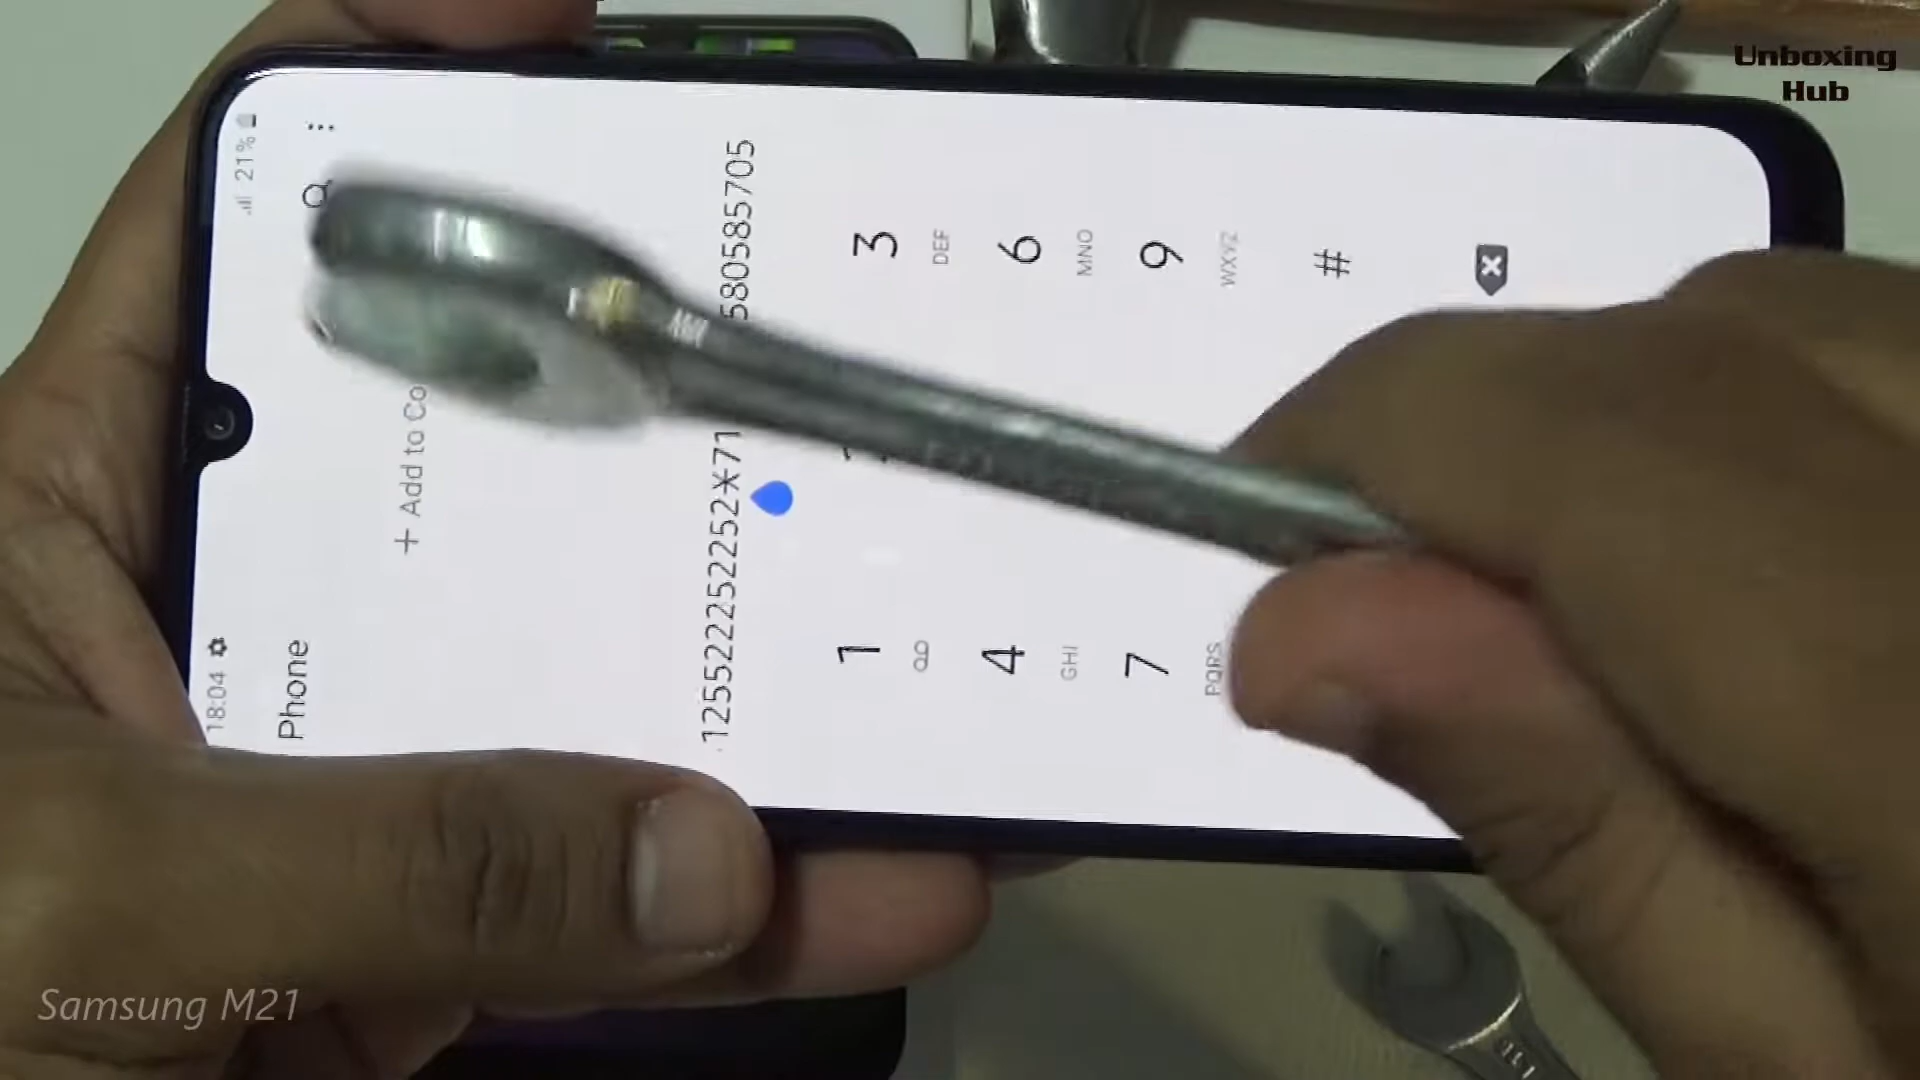 Unboxing
Hub
18:04
21%
Phone
+ Add to Co
12552222522252*71
580585705
1
3 DEF
4 GHI
6 MNO
7 PQRS
9 WXYZ
#
Samsung M21